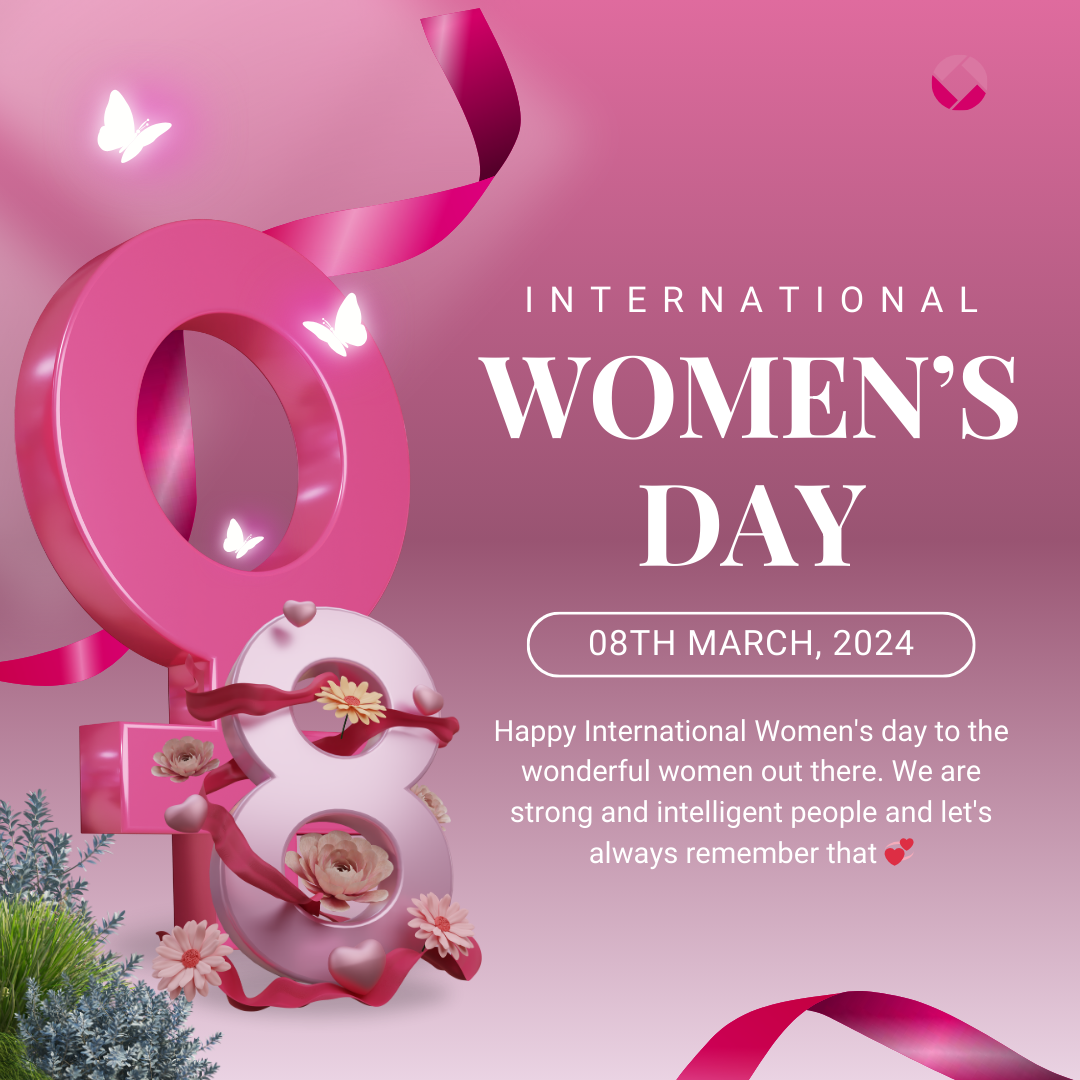 INTERNATIONAL
WOMEN’S
DAY
08TH MARCH, 2024
Happy International Women's day to the
wonderful women out there. We are
strong and intelligent people and let's
always remember that 💞
8